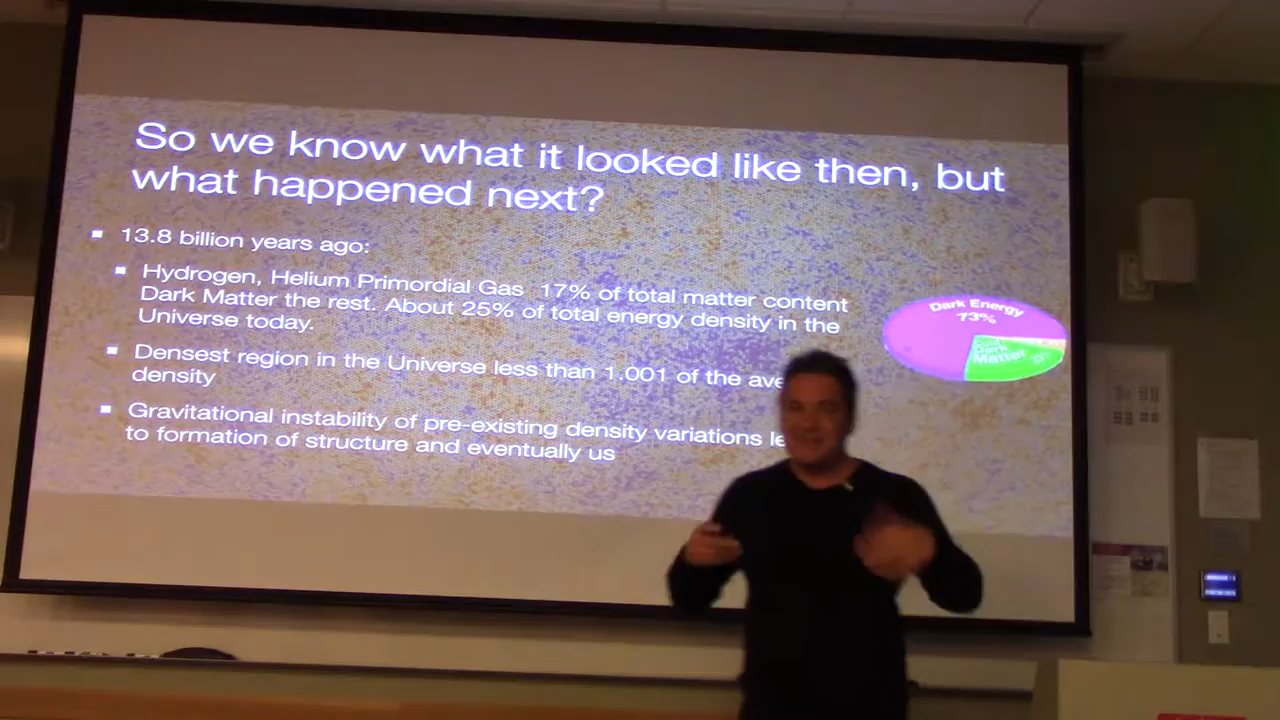 So we know what it looked like then, but
what happened next?
13.8 billion years ago:
Hydrogen, Helium Primordial Gas 17% of total matter content
Dark Matter the rest. About 25% of total energy density in the
Universe today.
Densest region in the Universe less than 1.001 of the ave
density
Gravitational instability of pre-existing density variations le
to formation of structure and eventually us
Dark Energy
73%
Cold
Dark
Matter